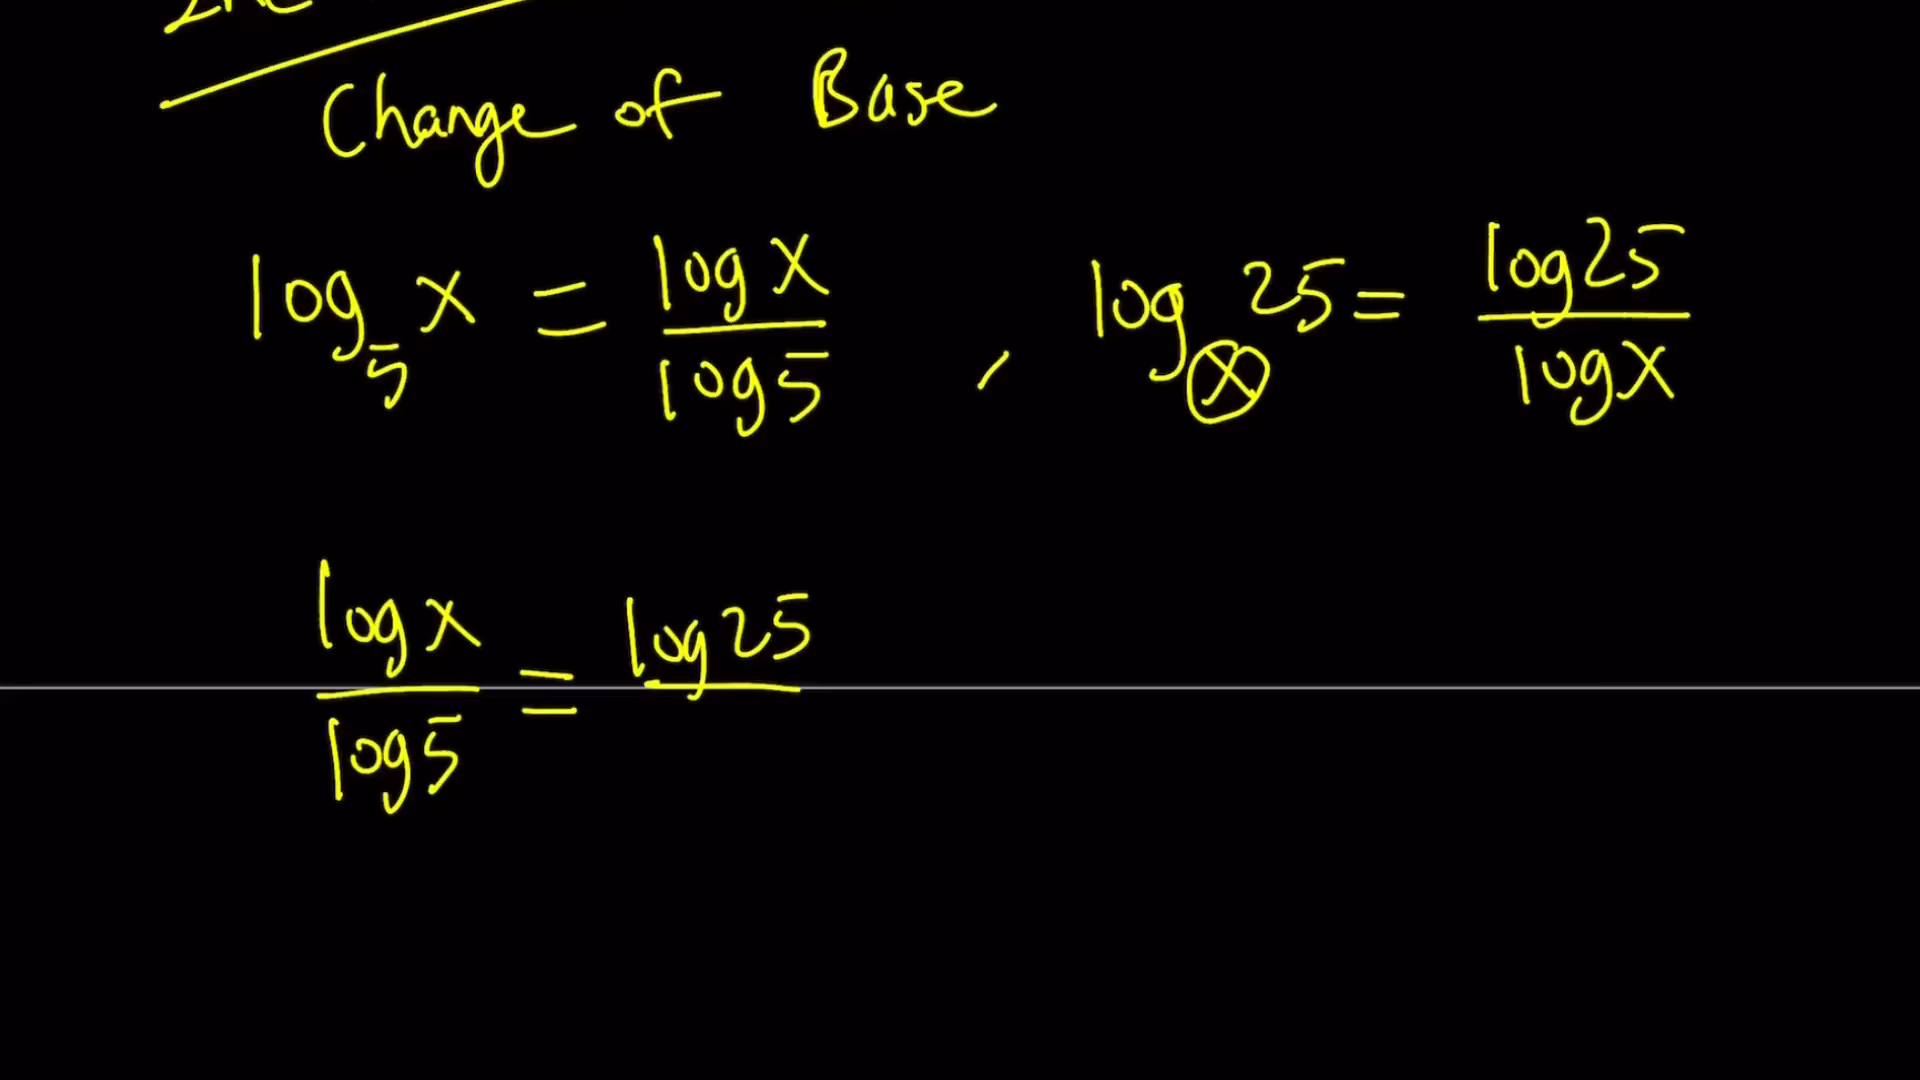 Change of Base
log₅ x = log x / log 5 , logₓ 25 = log 25 / log x
log x / log 5 = log 25